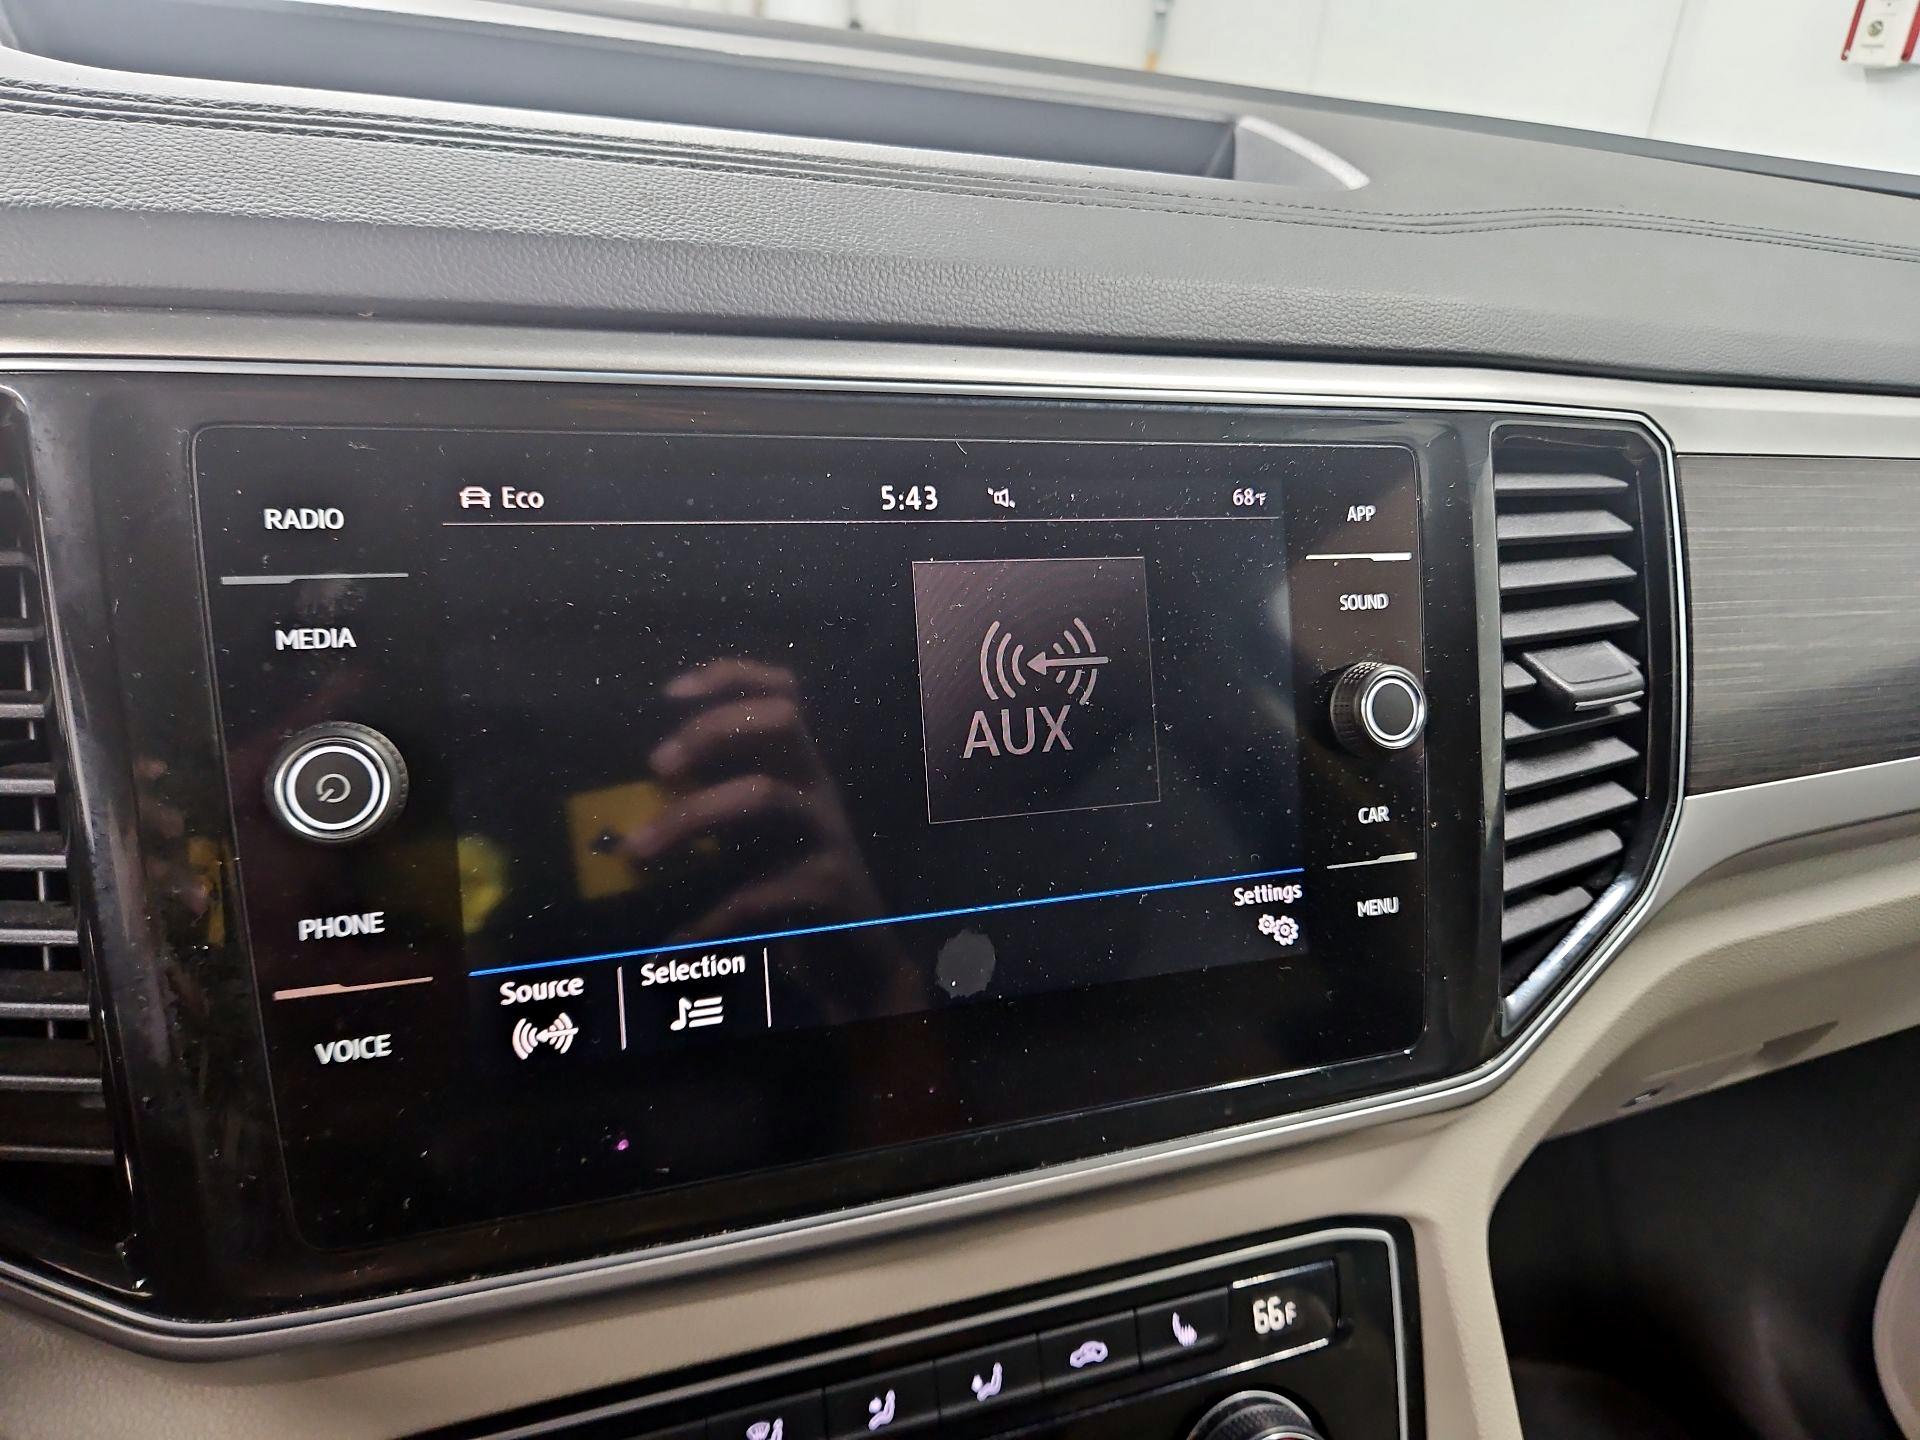 RADIO
MEDIA
PHONE
VOICE
Eco
5:43
68°F
AUX
Source
Selection
Settings
APP
SOUND
CAR
MENU
66°F